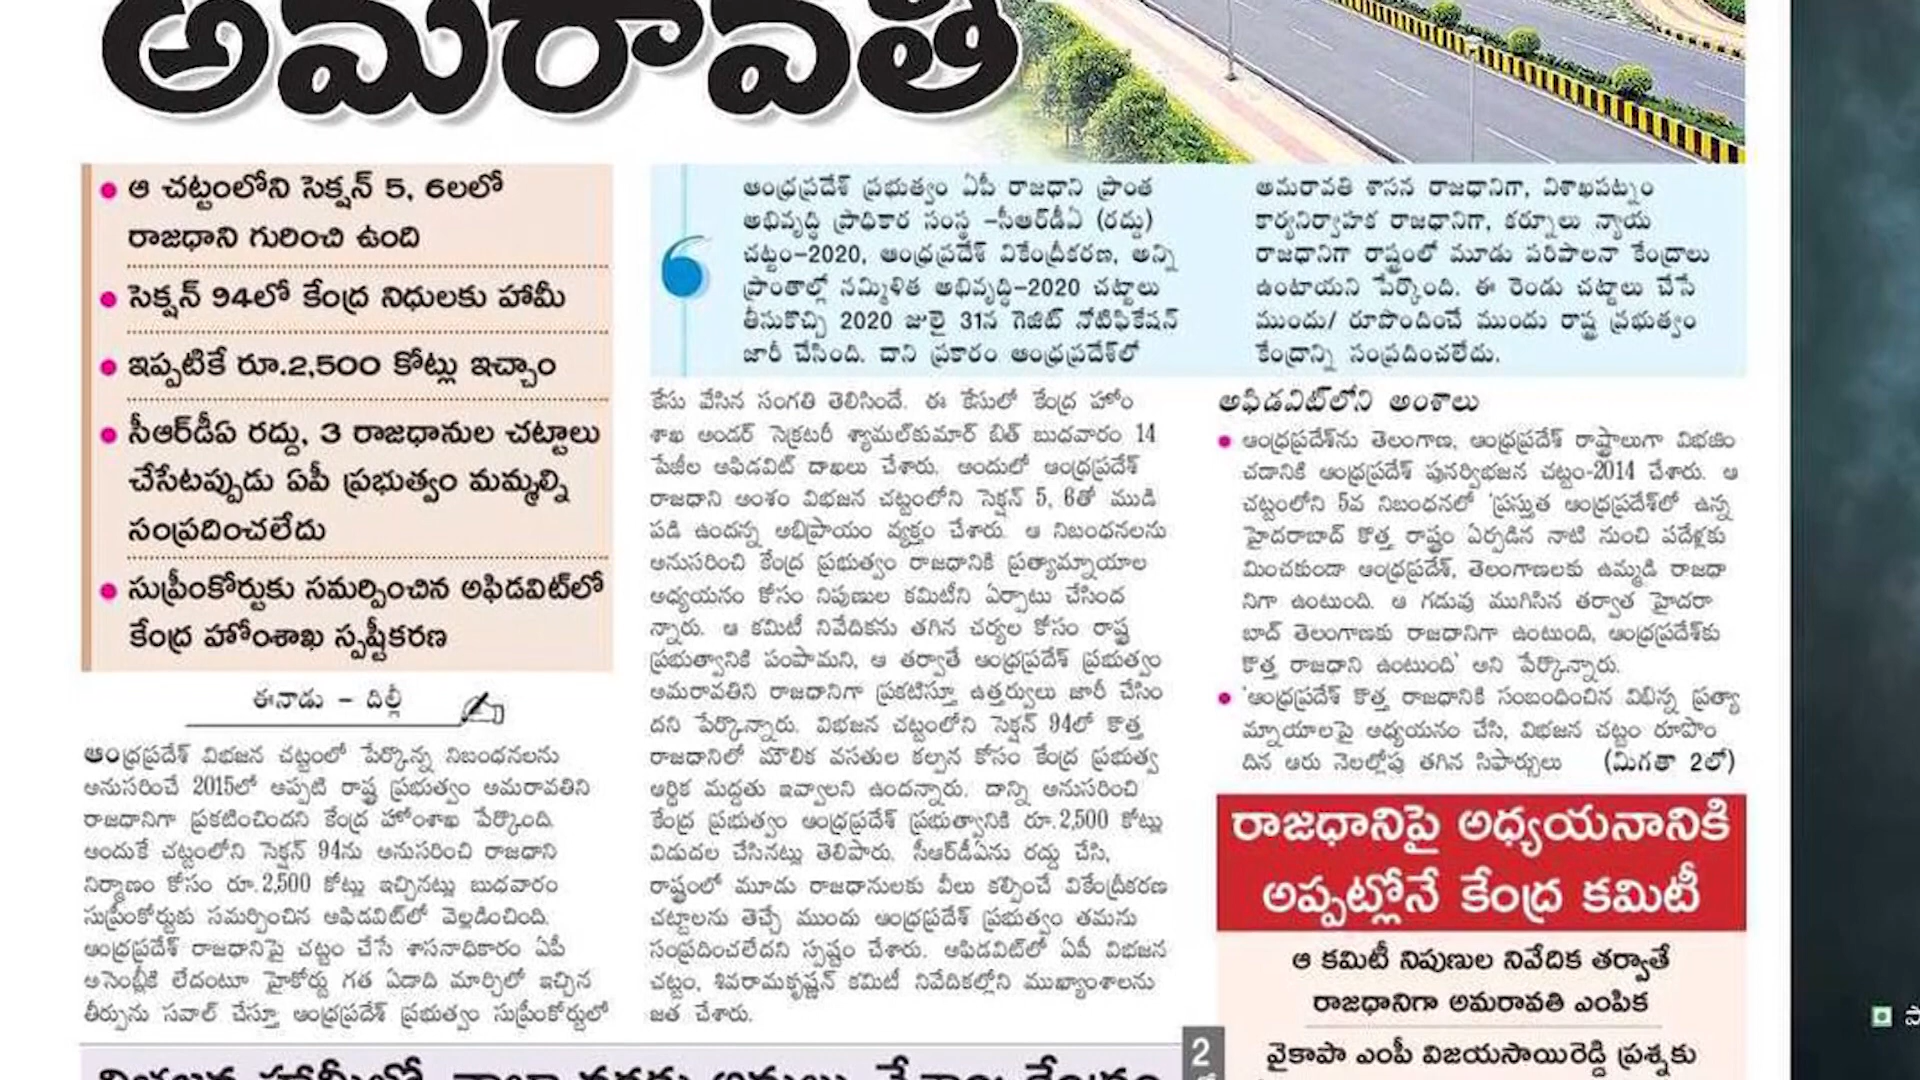 అమరావతి
• ఆ చట్టంలోని సెక్షన్ 5, 6లలో
రాజధాని గురించి ఉంది
• సెక్షన్ 94లో కేంద్ర నిధులకు హామీ
• ఇప్పటికే రూ.2,500 కోట్లు ఇచ్చాం
• సీఆర్‌డీఏ రద్దు, 3 రాజధానుల చట్టాలు
చేసేటప్పుడు ఏపీ ప్రభుత్వం మమ్మల్ని
సంప్రదించలేదు
• సుప్రీంకోర్టుకు సమర్పించిన అఫిడవిట్‌లో
కేంద్ర హోంశాఖ స్పష్టీకరణ
ఈనాడు - దిల్లీ
ఆంధ్రప్రదేశ్ విభజన చట్టంలో పేర్కొన్న నిబంధనలను
అనుసరించే 2015లో అప్పటి రాష్ట్ర ప్రభుత్వం అమరావతిని
రాజధానిగా ప్రకటించిందని కేంద్ర హోంశాఖ పేర్కొంది.
అందుకే చట్టంలోని సెక్షన్ 94ను అనుసరించి రాజధాని
నిర్మాణం కోసం రూ.2,500 కోట్లు ఇచ్చినట్లు బుధవారం
సుప్రీంకోర్టుకు సమర్పించిన అఫిడవిట్‌లో వెల్లడించింది.
ఆంధ్రప్రదేశ్ రాజధానిపై చట్టం చేసే శాసనాధికారం ఏపీ
అసెంబ్లీకి లేదంటూ హైకోర్టు గత ఏడాది మార్చిలో ఇచ్చిన
తీర్పును సవాల్ చేస్తూ ఆంధ్రప్రదేశ్ ప్రభుత్వం సుప్రీంకోర్టులో
ఆంధ్రప్రదేశ్ ప్రభుత్వం ఏపీ రాజధాని ప్రాంత
అభివృద్ధి ప్రాధికార సంస్థ -సీఆర్‌డీఏ (రద్దు)
చట్టం-2020, ఆంధ్రప్రదేశ్ వికేంద్రీకరణ, అన్ని
ప్రాంతాల్లో సమ్మిళిత అభివృద్ధి-2020 చట్టాలు
తీసుకొచ్చి 2020 జులై 31న గెజిట్ నోటిఫికేషన్
జారీ చేసింది. దాని ప్రకారం ఆంధ్రప్రదేశ్‌లో
అమరావతి శాసన రాజధానిగా, విశాఖపట్నం
కార్యనిర్వాహక రాజధానిగా, కర్నూలు న్యాయ
రాజధానిగా రాష్ట్రంలో మూడు పరిపాలనా కేంద్రాలు
ఉంటాయని పేర్కొంది. ఈ రెండు చట్టాలు చేసే
ముందు/ రూపొందించే ముందు రాష్ట్ర ప్రభుత్వం
కేంద్రాన్ని సంప్రదించలేదు.
కేసు వేసిన సంగతి తెలిసిందే. ఈ కేసులో కేంద్ర హోం
శాఖ అండర్ సెక్రటరీ శ్యామల్‌కుమార్ బిత్ బుధవారం 14
పేజీల అఫిడవిట్ దాఖలు చేశారు. అందులో ఆంధ్రప్రదేశ్
రాజధాని అంశం విభజన చట్టంలోని సెక్షన్ 5, 6తో ముడి
పడి ఉందన్న అభిప్రాయం వ్యక్తం చేశారు. ఆ నిబంధనలను
అనుసరించి కేంద్ర ప్రభుత్వం రాజధానికి ప్రత్యామ్నాయాల
అధ్యయనం కోసం నిపుణుల కమిటీని ఏర్పాటు చేసింద
న్నారు. ఆ కమిటీ నివేదికను తగిన చర్యల కోసం రాష్ట్ర
ప్రభుత్వానికి పంపామని, ఆ తర్వాతే ఆంధ్రప్రదేశ్ ప్రభుత్వం
అమరావతిని రాజధానిగా ప్రకటిస్తూ ఉత్తర్వులు జారీ చేసిం
దని పేర్కొన్నారు. విభజన చట్టంలోని సెక్షన్ 94లో కొత్త
రాజధానిలో మౌలిక వసతుల కల్పన కోసం కేంద్ర ప్రభుత్వ
ఆర్థిక మద్దతు ఇవ్వాలని ఉందన్నారు. దాన్ని అనుసరించి
కేంద్ర ప్రభుత్వం ఆంధ్రప్రదేశ్ ప్రభుత్వానికి రూ.2,500 కోట్లు
విడుదల చేసినట్లు తెలిపారు. సీఆర్‌డీఏను రద్దు చేసి,
రాష్ట్రంలో మూడు రాజధానులకు వీలు కల్పించే వికేంద్రీకరణ
చట్టాలను తెచ్చే ముందు ఆంధ్రప్రదేశ్ ప్రభుత్వం తమను
సంప్రదించలేదని స్పష్టం చేశారు. అఫిడవిట్‌లో ఏపీ విభజన
చట్టం, శివరామకృష్ణన్ కమిటీ నివేదికల్లోని ముఖ్యాంశాలను
జత చేశారు.
అఫిడవిట్‌లోని అంశాలు
• ఆంధ్రప్రదేశ్‌ను తెలంగాణ, ఆంధ్రప్రదేశ్ రాష్ట్రాలుగా విభజిం
చడానికి ఆంధ్రప్రదేశ్ పునర్విభజన చట్టం-2014 చేశారు. ఆ
చట్టంలోని 5వ నిబంధనలో 'ప్రస్తుత ఆంధ్రప్రదేశ్‌లో ఉన్న
హైదరాబాద్ కొత్త రాష్ట్రం ఏర్పడిన నాటి నుంచి పదేళ్లకు
మించకుండా ఆంధ్రప్రదేశ్, తెలంగాణలకు ఉమ్మడి రాజధా
నిగా ఉంటుంది. ఆ గడువు ముగిసిన తర్వాత హైదరా
బాద్ తెలంగాణకు రాజధానిగా ఉంటుంది, ఆంధ్రప్రదేశ్‌కు
కొత్త రాజధాని ఉంటుంది' అని పేర్కొన్నారు.
• 'ఆంధ్రప్రదేశ్ కొత్త రాజధానికి సంబంధించిన విభిన్న ప్రత్యా
మ్నాయాలపై అధ్యయనం చేసి, విభజన చట్టం రూపొం
దిన ఆరు నెలల్లోపు తగిన సిఫార్సులు (మిగతా 2లో)
రాజధానిపై అధ్యయనానికి
అప్పట్లోనే కేంద్ర కమిటీ
ఆ కమిటీ నిపుణుల నివేదిక తర్వాతే
రాజధానిగా అమరావతి ఎంపిక
వైకాపా ఎంపీ విజయసాయిరెడ్డి ప్రశ్నకు
2